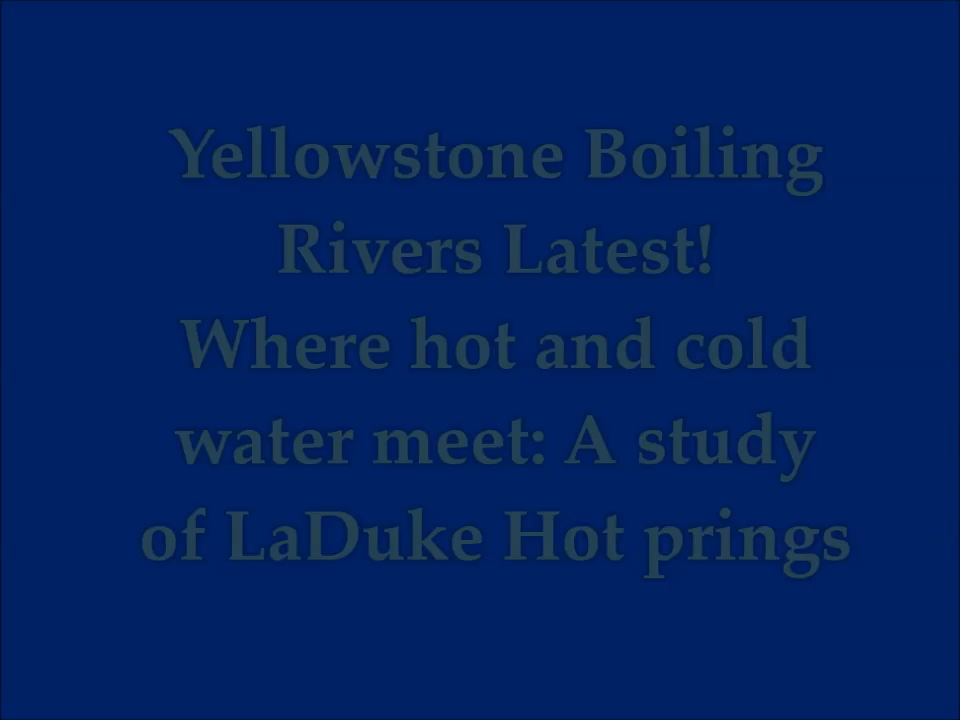 Yellowstone Boiling
Rivers Latest!
Where hot and cold
water meet: A study
of LaDuke Hot prings